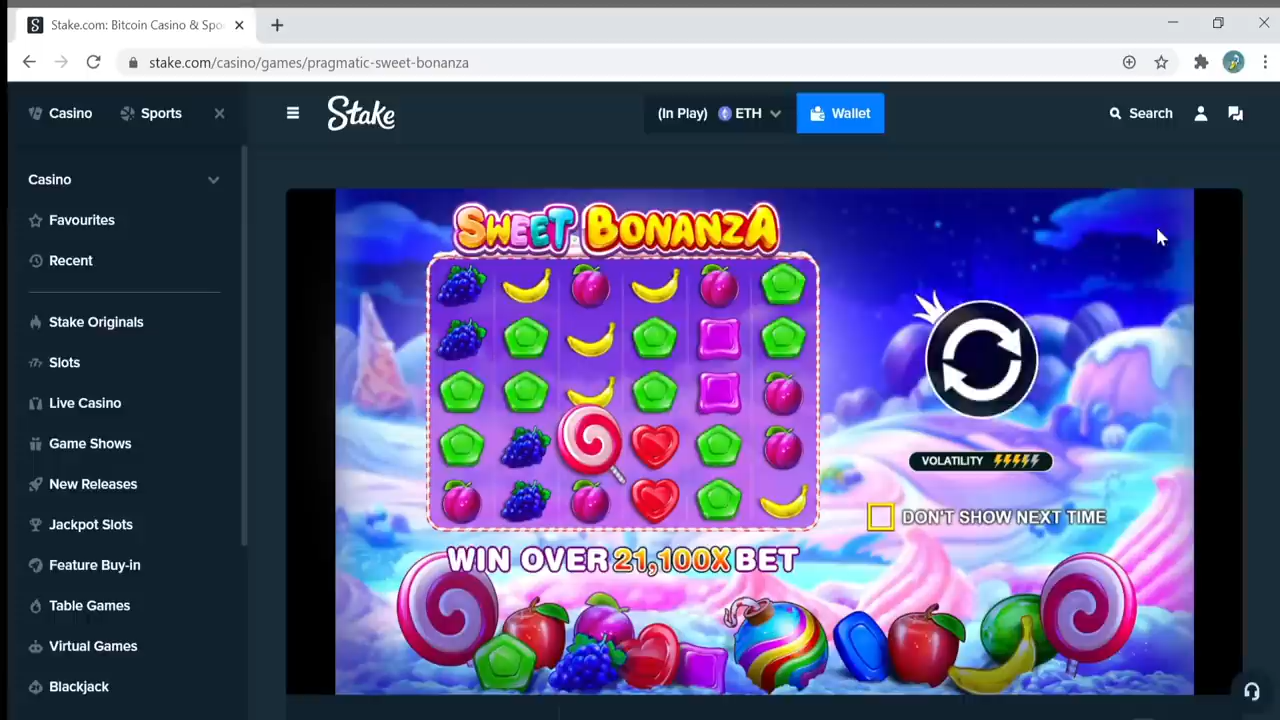 Stake.com: Bitcoin Casino & Spo
stake.com/casino/games/pragmatic-sweet-bonanza
Casino
Sports
Stake
(In Play) ETH
Wallet
Search
Casino
Favourites
Recent
Stake Originals
Slots
Live Casino
Game Shows
New Releases
Jackpot Slots
Feature Buy-in
Table Games
Virtual Games
Blackjack
SWEET BONANZA
VOLATILITY
DON'T SHOW NEXT TIME
WIN OVER 21,100X BET